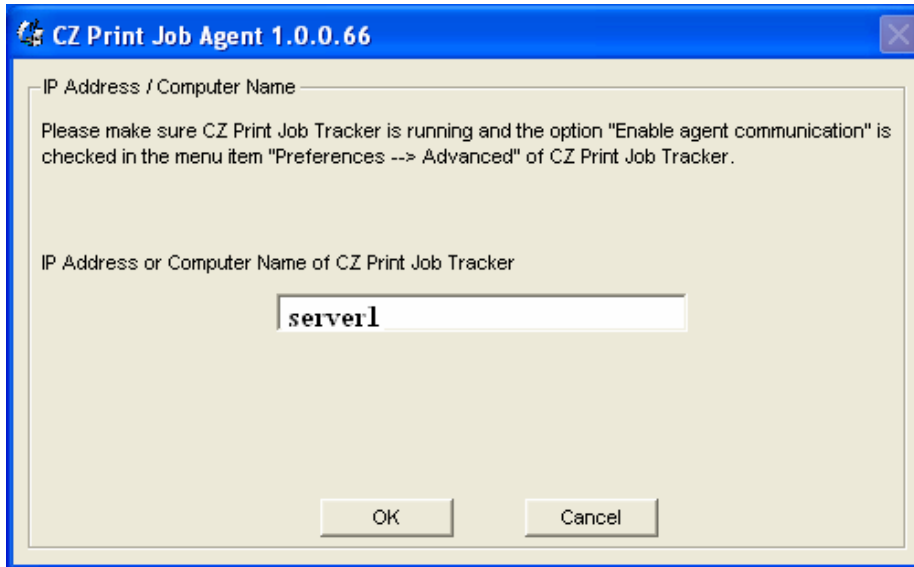 CZ Print Job Agent 1.0.0.66
IP Address / Computer Name
Please make sure CZ Print Job Tracker is running and the option "Enable agent communication" is
checked in the menu item "Preferences --> Advanced" of CZ Print Job Tracker.
IP Address or Computer Name of CZ Print Job Tracker
server1
OK
Cancel